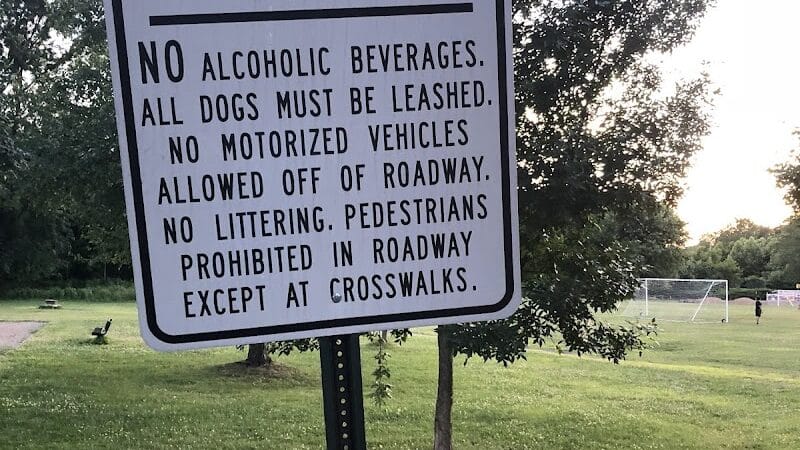 NO ALCOHOLIC BEVERAGES.
ALL DOGS MUST BE LEASHED.
NO MOTORIZED VEHICLES
ALLOWED OFF OF ROADWAY.
NO LITTERING. PEDESTRIANS
PROHIBITED IN ROADWAY
EXCEPT AT CROSSWALKS.